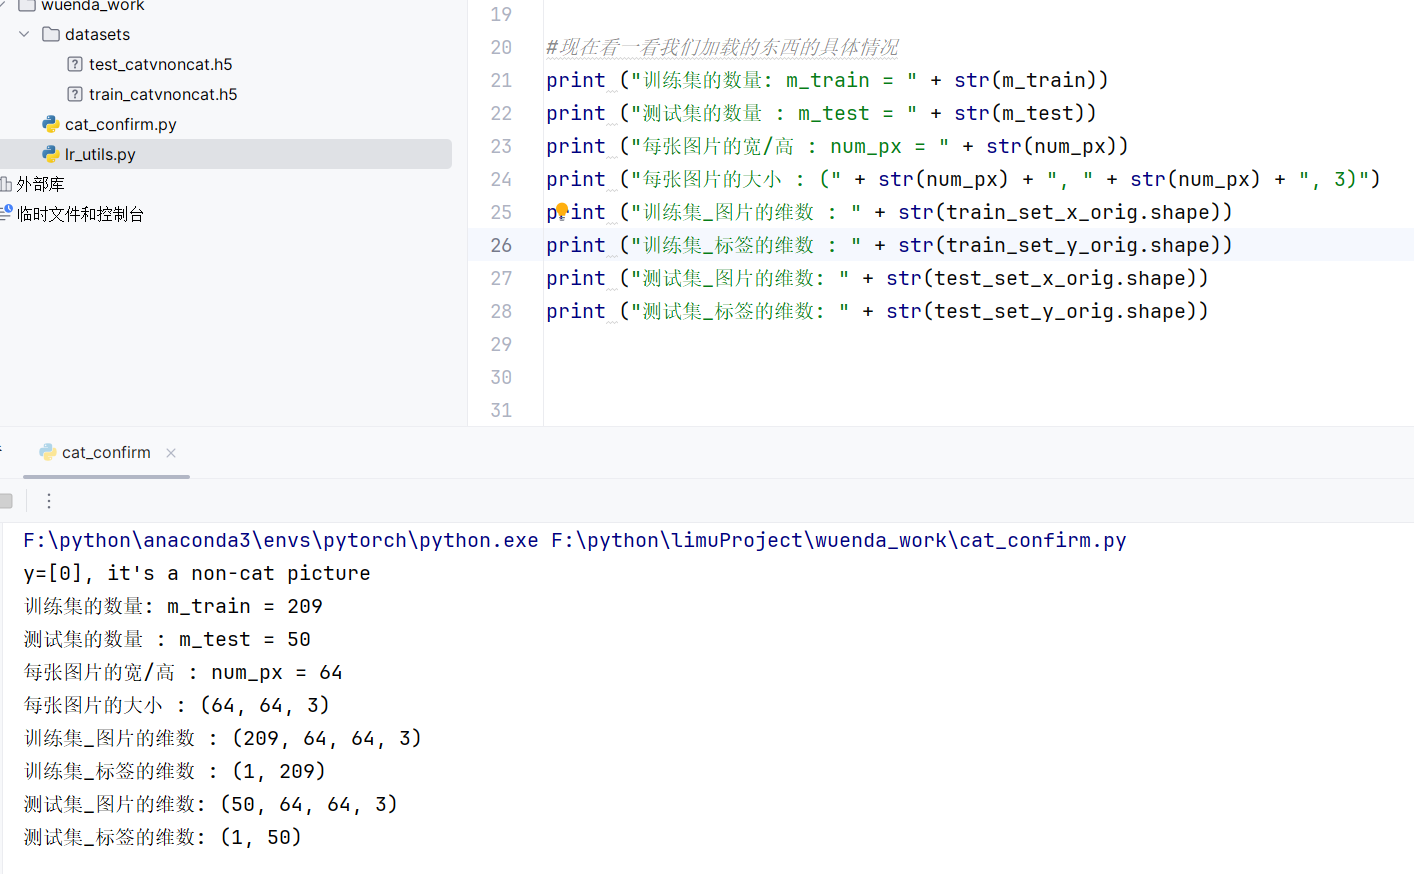 wuenda_work
datasets
test_catvnoncat.h5
train_catvnoncat.h5
cat_confirm.py
lr_utils.py
外部库
临时文件和控制台
19
20 #现在看一看我们加载的东西的具体情况
21 print ("训练集的数量: m_train = " + str(m_train))
22 print ("测试集的数量 : m_test = " + str(m_test))
23 print ("每张图片的宽/高 : num_px = " + str(num_px))
24 print ("每张图片的大小 : (" + str(num_px) + ", " + str(num_px) + ", 3)")
25 print ("训练集_图片的维数 : " + str(train_set_x_orig.shape))
26 print ("训练集_标签的维数 : " + str(train_set_y_orig.shape))
27 print ("测试集_图片的维数: " + str(test_set_x_orig.shape))
28 print ("测试集_标签的维数: " + str(test_set_y_orig.shape))
29
30
31
cat_confirm
F:\python\anaconda3\envs\pytorch\python.exe F:\python\limuProject\wuenda_work\cat_confirm.py
y=[0], it's a non-cat picture
训练集的数量: m_train = 209
测试集的数量 : m_test = 50
每张图片的宽/高 : num_px = 64
每张图片的大小 : (64, 64, 3)
训练集_图片的维数 : (209, 64, 64, 3)
训练集_标签的维数 : (1, 209)
测试集_图片的维数: (50, 64, 64, 3)
测试集_标签的维数: (1, 50)